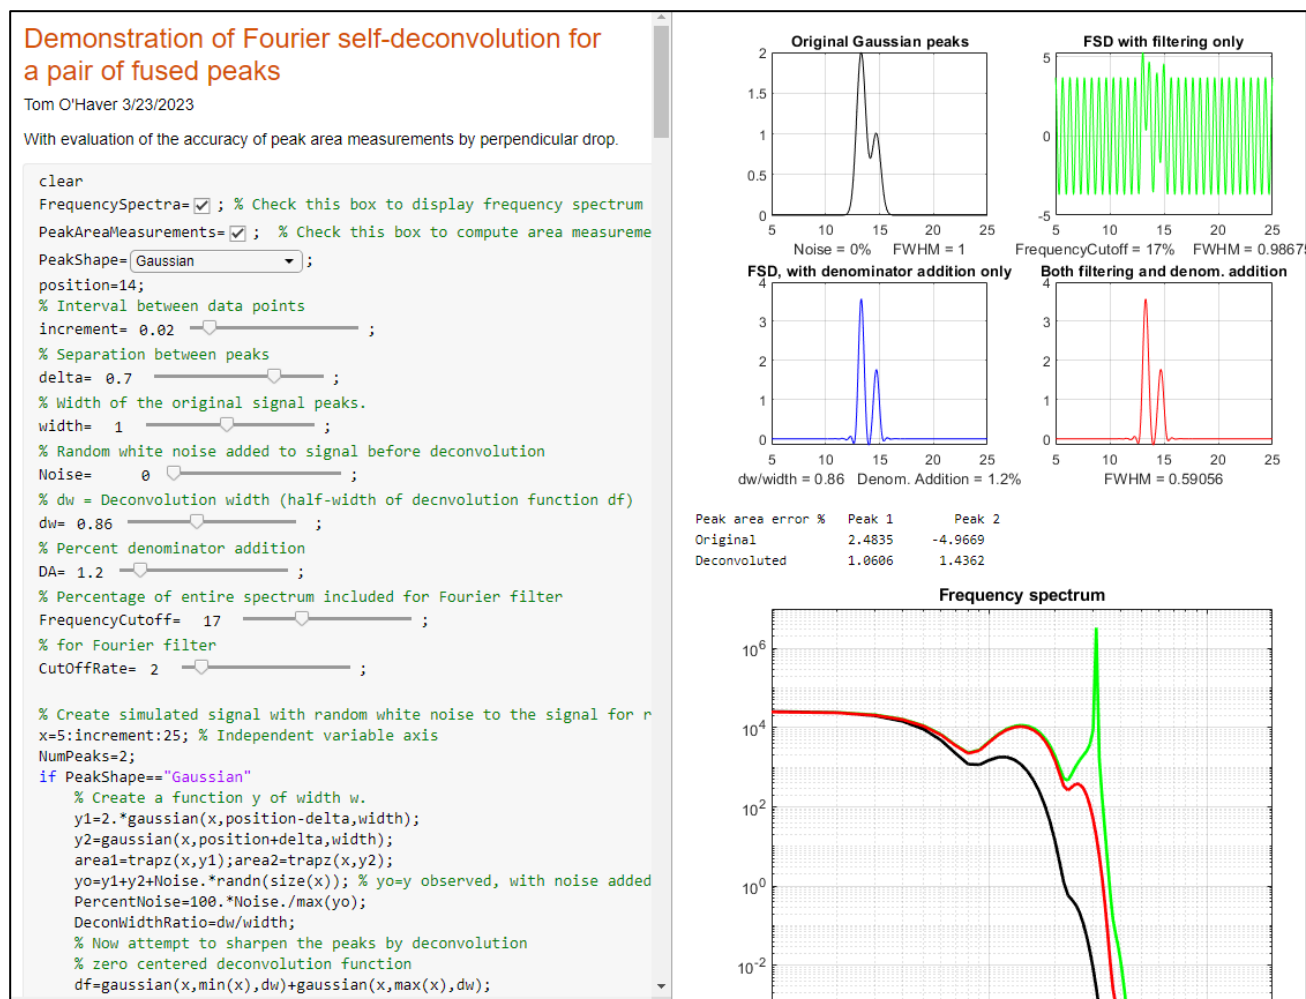 Demonstration of Fourier self-deconvolution for
a pair of fused peaks
Tom O'Haver 3/23/2023
With evaluation of the accuracy of peak area measurements by perpendicular drop.
clear
FrequencySpectra= ; % Check this box to display frequency spectrum
PeakAreaMeasurements= ; % Check this box to compute area measureme
PeakShape= Gaussian ;
position=14;
% Interval between data points
increment= 0.02 ;
% Separation between peaks
delta= 0.7 ;
% Width of the original signal peaks.
width= 1 ;
% Random white noise added to signal before deconvolution
Noise= 0 ;
% dw = Deconvolution width (half-width of decnvolution function df)
dw= 0.86 ;
% Percent denominator addition
DA= 1.2 ;
% Percentage of entire spectrum included for Fourier filter
FrequencyCutoff= 17 ;
% for Fourier filter
CutOffRate= 2 ;
% Create simulated signal with random white noise to the signal for r
x=5:increment:25; % Independent variable axis
NumPeaks=2;
if PeakShape=="Gaussian"
% Create a function y of width w.
y1=2.*gaussian(x,position-delta,width);
y2=gaussian(x,position+delta,width);
area1=trapz(x,y1);area2=trapz(x,y2);
yo=y1+y2+Noise.*randn(size(x)); % yo=y observed, with noise added
PercentNoise=100.*Noise./max(yo);
DeconWidthRatio=dw/width;
% Now attempt to sharpen the peaks by deconvolution
% zero centered deconvolution function
df=gaussian(x,min(x),dw)+gaussian(x,max(x),dw);
Original Gaussian peaks
2
1.5
1
0.5
0
5 10 15 20 25
Noise = 0% FWHM = 1
FSD with filtering only
5
0
-5
5 10 15 20 25
FrequencyCutoff = 17% FWHM = 0.98675
FSD, with denominator addition only
4
3
2
1
0
5 10 15 20 25
dw/width = 0.86 Denom. Addition = 1.2%
Both filtering and denom. addition
4
3
2
1
0
5 10 15 20 25
FWHM = 0.59056
Peak area error % Peak 1 Peak 2
Original 2.4835 -4.9669
Deconvoluted 1.0606 1.4362
Frequency spectrum
10^6
10^4
10^2
10^0
10^-2